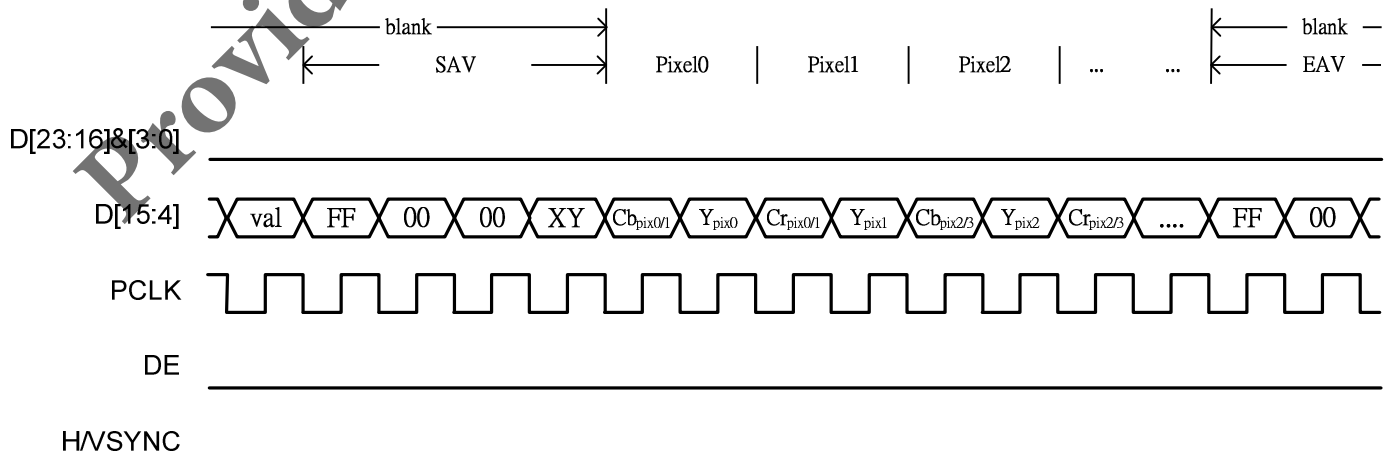 blank blank
SAV Pixel0 Pixel1 Pixel2 ... ... EAV
D[23:16]&[3:0]
D[15:4] val FF 00 00 XY Cbpix0/1 Ypix0 Crpix0/1 Ypix1 Cbpix2/3 Ypix2 Crpix2/3 .... FF 00
PCLK
DE
H/VSYNC
Provid